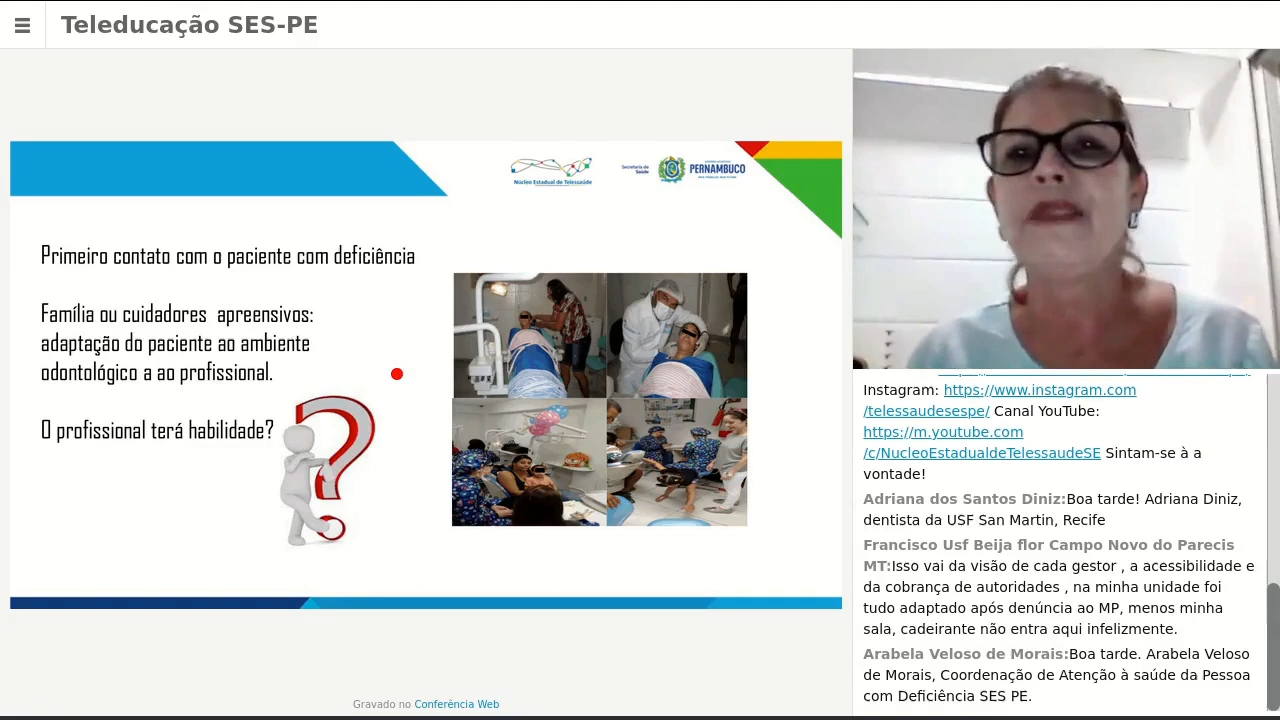 Teleducação SES-PE
Núcleo Estadual de Telessaúde
Secretaria de
Saúde
PERNAMBUCO
Primeiro contato com o paciente com deficiência
Família ou cuidadores apreensivos:
adaptação do paciente ao ambiente
odontológico a ao profissional.
O profissional terá habilidade?
Gravado no Conferência Web
Instagram: https://www.instagram.com
/telessaudesespe/ Canal YouTube:
https://m.youtube.com
/c/NucleoEstadualdeTelessaudeSE Sintam-se à a
vontade!
Adriana dos Santos Diniz:Boa tarde! Adriana Diniz,
dentista da USF San Martin, Recife
Francisco Usf Beija flor Campo Novo do Parecis
MT:Isso vai da visão de cada gestor , a acessibilidade e
da cobrança de autoridades , na minha unidade foi
tudo adaptado após denúncia ao MP, menos minha
sala, cadeirante não entra aqui infelizmente.
Arabela Veloso de Morais:Boa tarde. Arabela Veloso
de Morais, Coordenação de Atenção à saúde da Pessoa
com Deficiência SES PE.